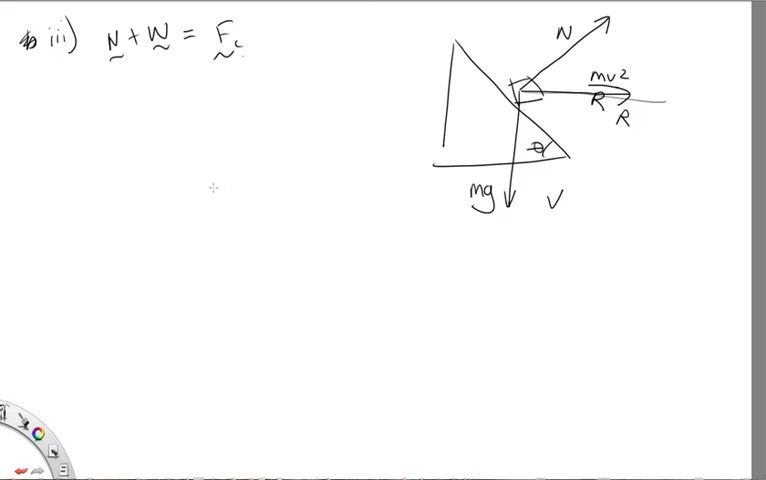 iii) N + W = Fc
N
mv²
R
R
θ
mg
V